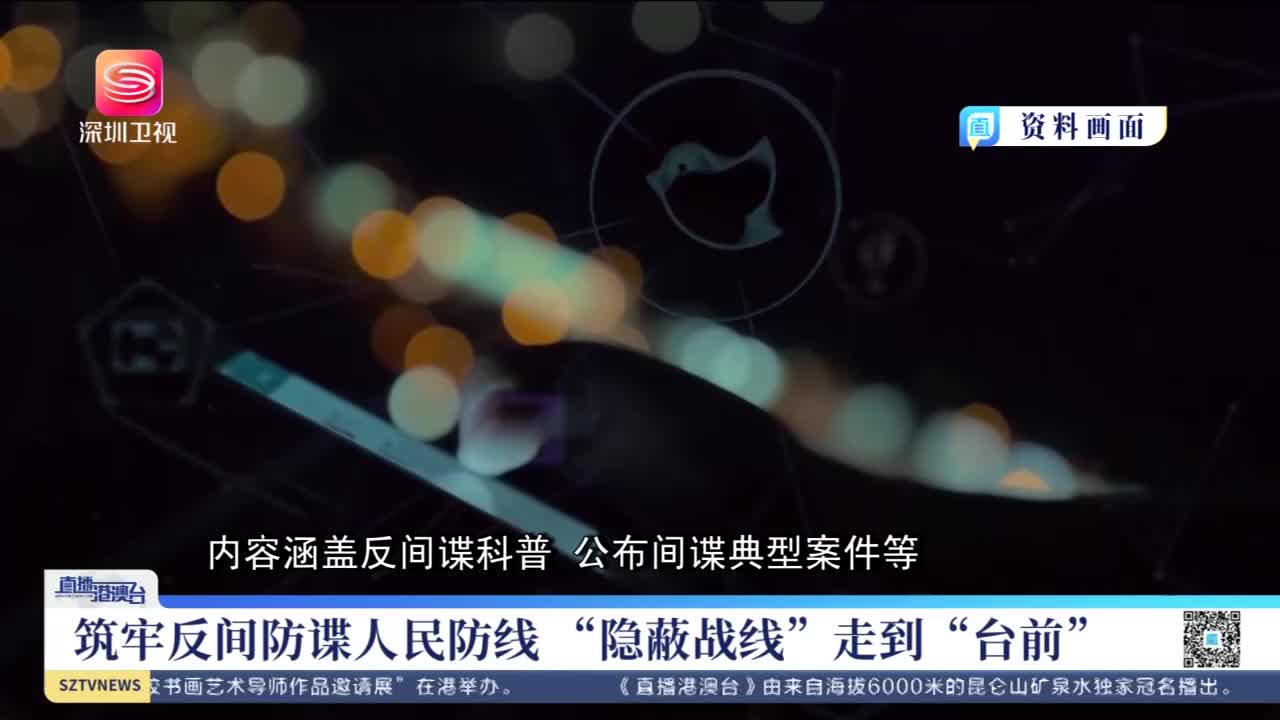 深圳卫视
直 资料画面
内容涵盖反间谍科普 公布间谍典型案件等
直播港澳台
筑牢反间防谍人民防线 “隐蔽战线”走到“台前”
SZTVNEWS 校书画艺术导师作品邀请展”在港举办。 《直播港澳台》由来自海拔6000米的昆仑山矿泉水独家冠名播出。